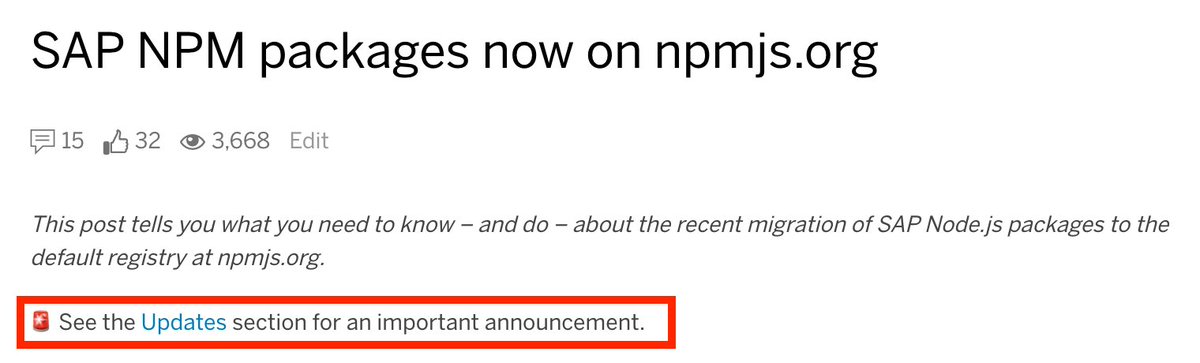 SAP NPM packages now on npmjs.org
15 32 3,668 Edit
This post tells you what you need to know – and do – about the recent migration of SAP Node.js packages to the
default registry at npmjs.org.
See the Updates section for an important announcement.